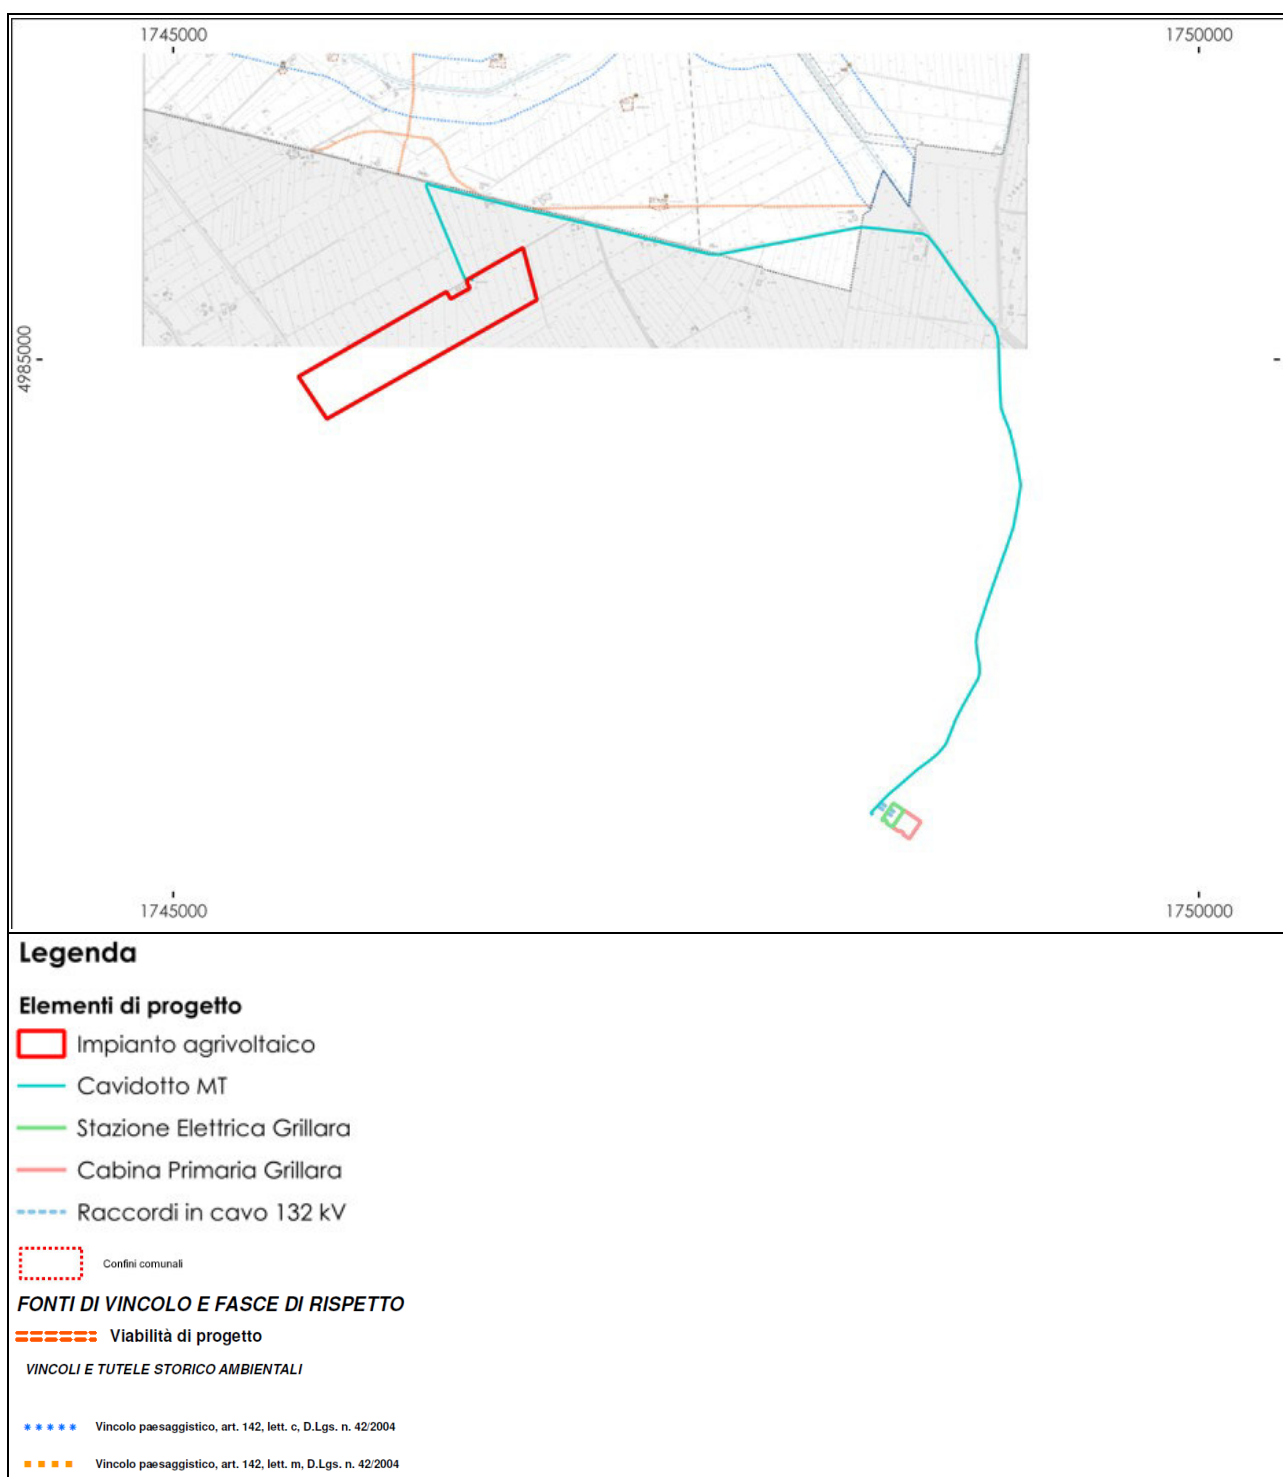 1745000 1750000
4985000
1745000 1750000
Legenda
Elementi di progetto
Impianto agrivoltaico
Cavidotto MT
Stazione Elettrica Grillara
Cabina Primaria Grillara
Raccordi in cavo 132 kV
Confini comunali
FONTI DI VINCOLO E FASCE DI RISPETTO
Viabilità di progetto
VINCOLI E TUTELE STORICO AMBIENTALI
Vincolo paesaggistico, art. 142, lett. c, D.Lgs. n. 42/2004
Vincolo paesaggistico, art. 142, lett. m, D.Lgs. n. 42/2004